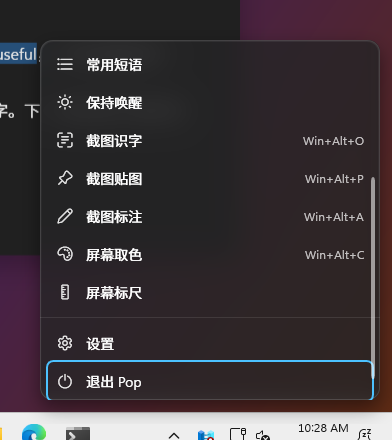 useful,
常用短语
保持唤醒
字。下
截图识字 Win+Alt+O
截图贴图 Win+Alt+P
截图标注 Win+Alt+A
屏幕取色 Win+Alt+C
屏幕标尺
设置
退出 Pop
10:28 AM